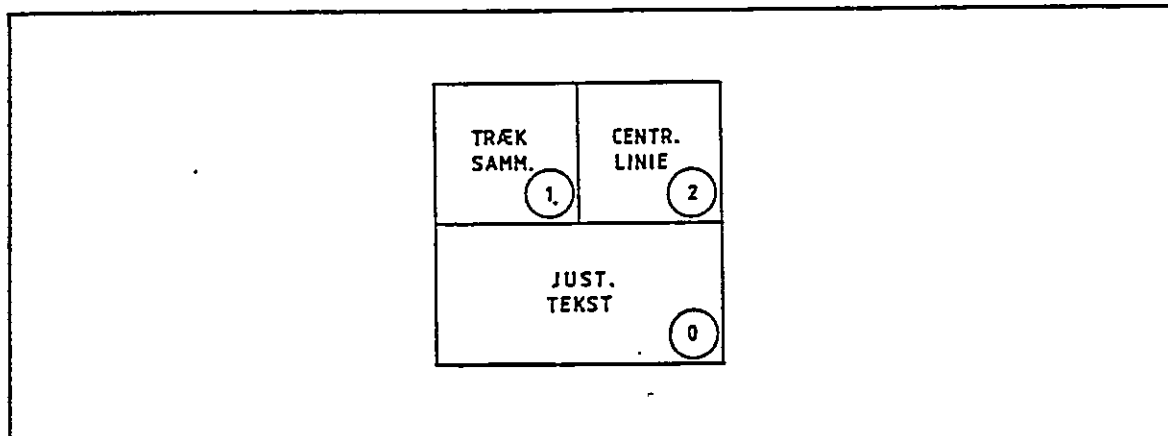 TRÆK
SAMM.
1
CENTR.
LINIE
2
JUST.
TEKST
0